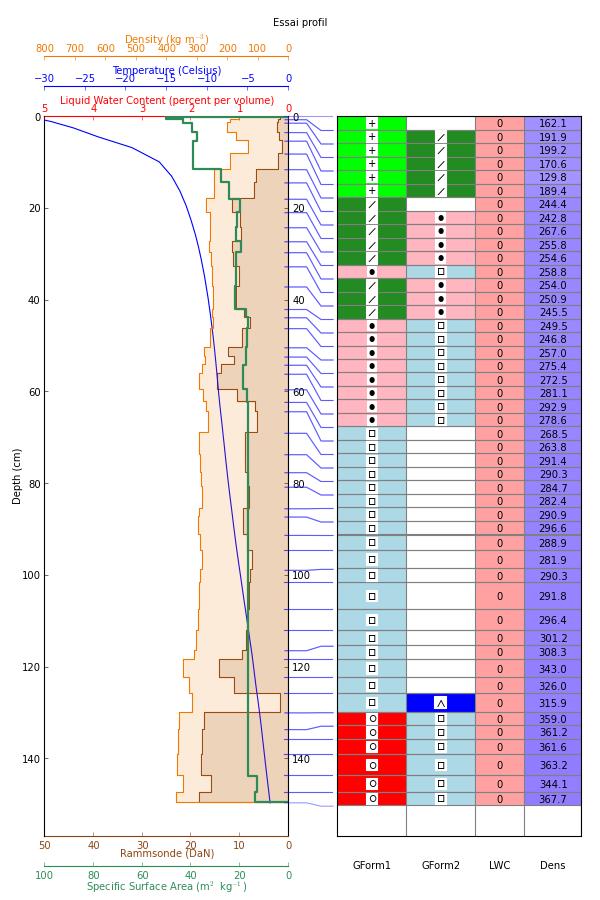 Essai profil
Density (kg m⁻³)
800 700 600 500 400 300 200 100 0
Temperature (Celsius)
−30 −25 −20 −15 −10 −5 0
Liquid Water Content (percent per volume)
5 4 3 2 1 0
0 0
20 20
40 40
60 60
80 80
100 100
120 120
140 140
Depth (cm)
50 40 30 20 10 0
Rammsonde (DaN)
100 80 60 40 20 0
Specific Surface Area (m² kg⁻¹)
+ 0 162.1
+ / 0 191.9
+ / 0 199.2
+ / 0 170.6
+ / 0 129.8
+ / 0 189.4
/ 0 244.4
/ ● 0 242.8
/ ● 0 267.6
/ ● 0 255.8
/ ● 0 254.6
● □ 0 258.8
/ ● 0 254.0
/ ● 0 250.9
/ ● 0 245.5
● □ 0 249.5
● □ 0 246.8
● □ 0 257.0
● □ 0 275.4
● □ 0 272.5
● □ 0 281.1
● □ 0 292.9
● □ 0 278.6
□ 0 268.5
□ 0 263.8
□ 0 291.4
□ 0 290.3
□ 0 284.7
□ 0 282.4
□ 0 290.9
□ 0 296.6
□ 0 288.9
□ 0 281.9
□ 0 290.3
□ 0 291.8
□ 0 296.4
□ 0 301.2
□ 0 308.3
□ 0 343.0
□ 0 326.0
□ ∧ 0 315.9
○ □ 0 359.0
○ □ 0 361.2
○ □ 0 361.6
○ □ 0 363.2
○ □ 0 344.1
○ □ 0 367.7
GForm1 GForm2 LWC Dens